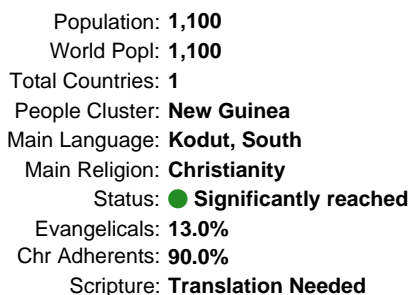 Population: 1,100
World Popl: 1,100
Total Countries: 1
People Cluster: New Guinea
Main Language: Kodut, South
Main Religion: Christianity
Status: Significantly reached
Evangelicals: 13.0%
Chr Adherents: 90.0%
Scripture: Translation Needed